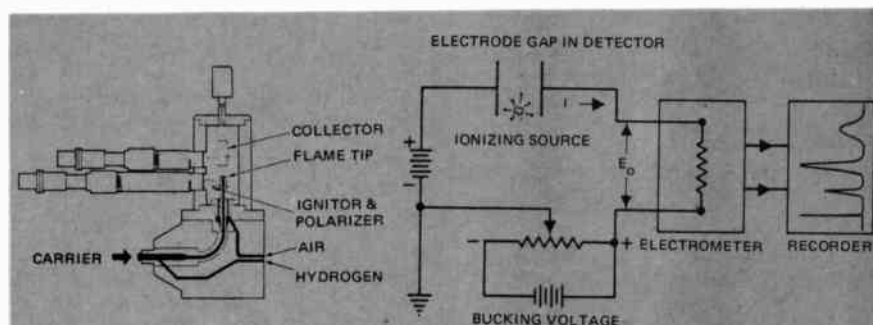 ELECTRODE GAP IN DETECTOR
COLLECTOR
FLAME TIP
IGNITOR &
POLARIZER
AIR
HYDROGEN
CARRIER
I
IONIZING SOURCE
+
-
E₀
-
+
ELECTROMETER
RECORDER
BUCKING VOLTAGE